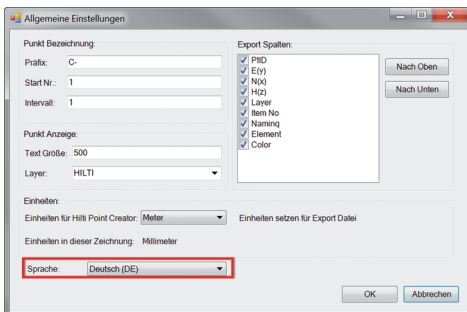 Allgemeine Einstellungen
Punkt Bezeichnung:
Präfix: C-
Start Nr.: 1
Intervall: 1
Punkt Anzeige:
Text Größe: 500
Layer: HILTI
Export Spalten:
PtID
E(y)
N(x)
H(z)
Layer
Item No
Naming
Element
Color
Nach Oben
Nach Unten
Einheiten:
Einheiten für Hilti Point Creator: Meter Einheiten setzen für Export Datei
Einheiten in dieser Zeichnung: Millimeter
Sprache: Deutsch (DE)
OK Abbrechen